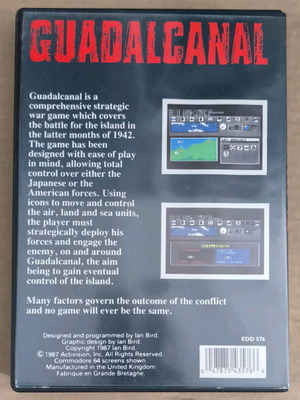 GUADALCANAL
Guadalcanal is a
comprehensive strategic
war game which covers
the battle for the island in
the latter months of 1942.
The game has been
designed with ease of play
in mind, allowing total
control over either the
Japanese or the
American forces. Using
icons to move and control
the air, land and sea units,
the player must
strategically deploy his
forces and engage the
enemy, on and around
Guadalcanal, the aim
being to gain eventual
control of the island.
Many factors govern the outcome of the conflict
and no game will ever be the same.
GUADALCANAL
Designed and programmed by Ian Bird.
Graphic design by Ian Bird.
Copyright 1987 Ian Bird.
© 1987 Activision, Inc. All Rights Reserved.
Commodore 64 screens shown.
Manufactured in the United Kingdom
Fabrique en Grande Bretagne.
EDD 576